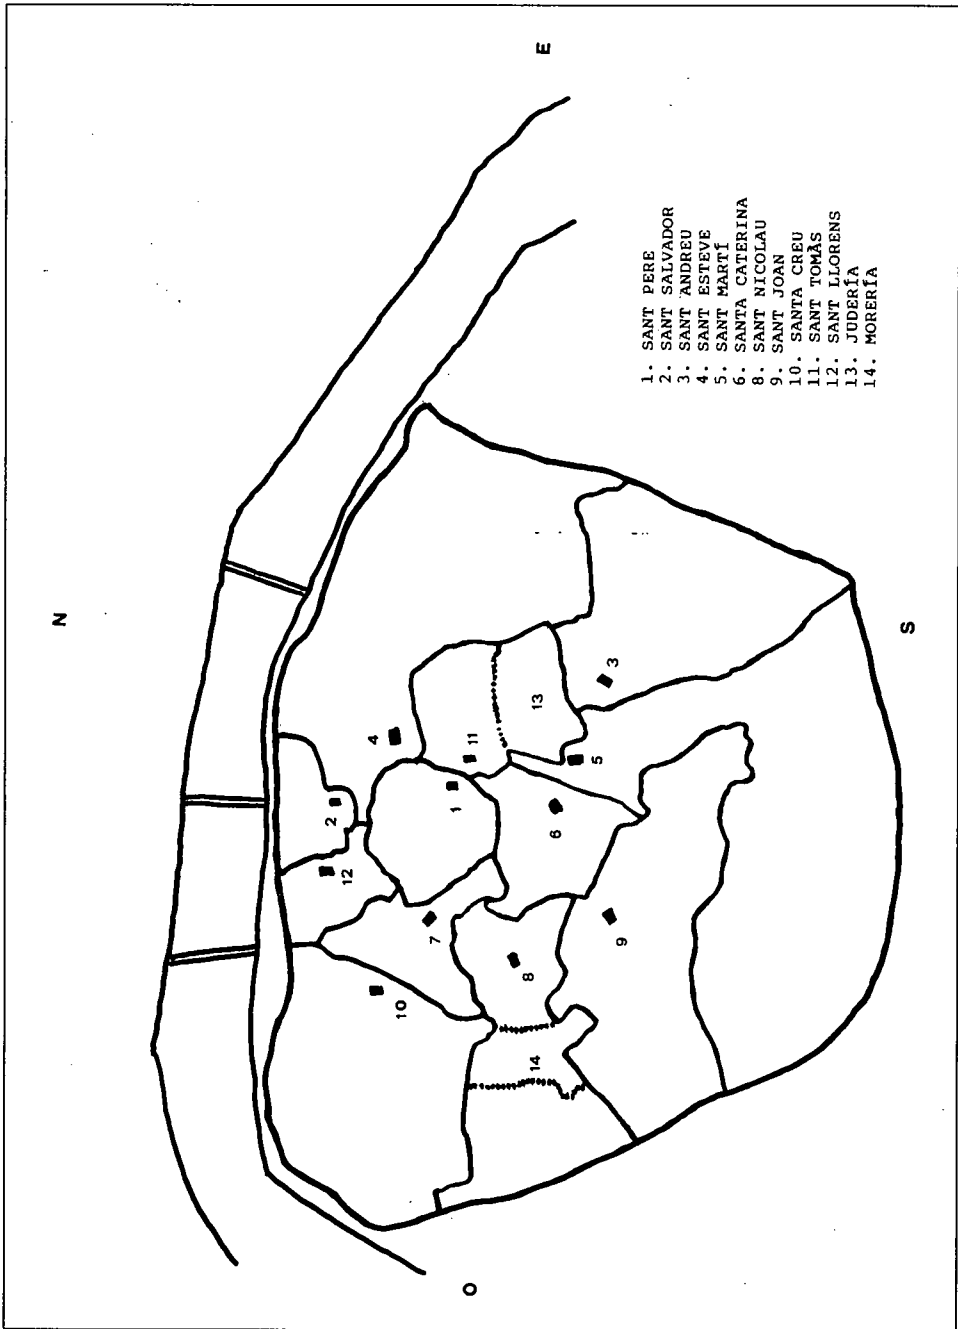 N
E
S
O
1. SANT PERE
2. SANT SALVADOR
3. SANT ANDREU
4. SANT ESTEVE
5. SANT MARTÍ
6. SANTA CATERINA
8. SANT NICOLAU
9. SANT JOAN
10. SANTA CREU
11. SANT TOMÀS
12. SANT LLORENS
13. JUDERÍA
14. MORERÍA
4
2
12
11
1
13
3
5
6
7
10
8
9
14